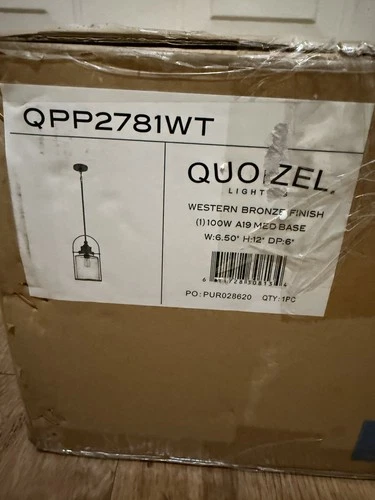 QPP2781WT
QUOIZEL
LIGHTING
WESTERN BRONZE FINISH
(1) 100W A19 MED BASE
W:6.50" H:12" DP:6"
PO: PUR028620 QTY: 1PC